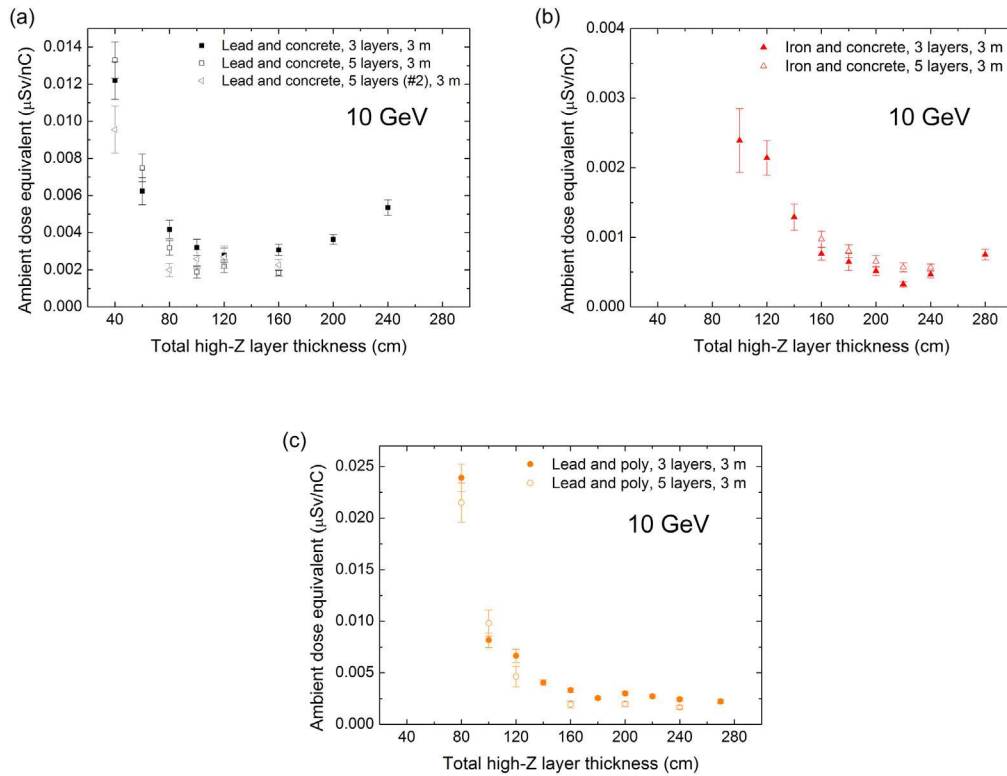 (a)
Lead and concrete, 3 layers, 3 m
Lead and concrete, 5 layers, 3 m
Lead and concrete, 5 layers (#2), 3 m
10 GeV
Ambient dose equivalent (µSv/nC)
0.014
0.012
0.010
0.008
0.006
0.004
0.002
0.000
40 80 120 160 200 240 280
Total high-Z layer thickness (cm)
(b)
Iron and concrete, 3 layers, 3 m
Iron and concrete, 5 layers, 3 m
10 GeV
Ambient dose equivalent (µSv/nC)
0.004
0.003
0.002
0.001
0.000
40 80 120 160 200 240 280
Total high-Z layer thickness (cm)
(c)
Lead and poly, 3 layers, 3 m
Lead and poly, 5 layers, 3 m
10 GeV
Ambient dose equivalent (µSv/nC)
0.025
0.020
0.015
0.010
0.005
0.000
40 80 120 160 200 240 280
Total high-Z layer thickness (cm)